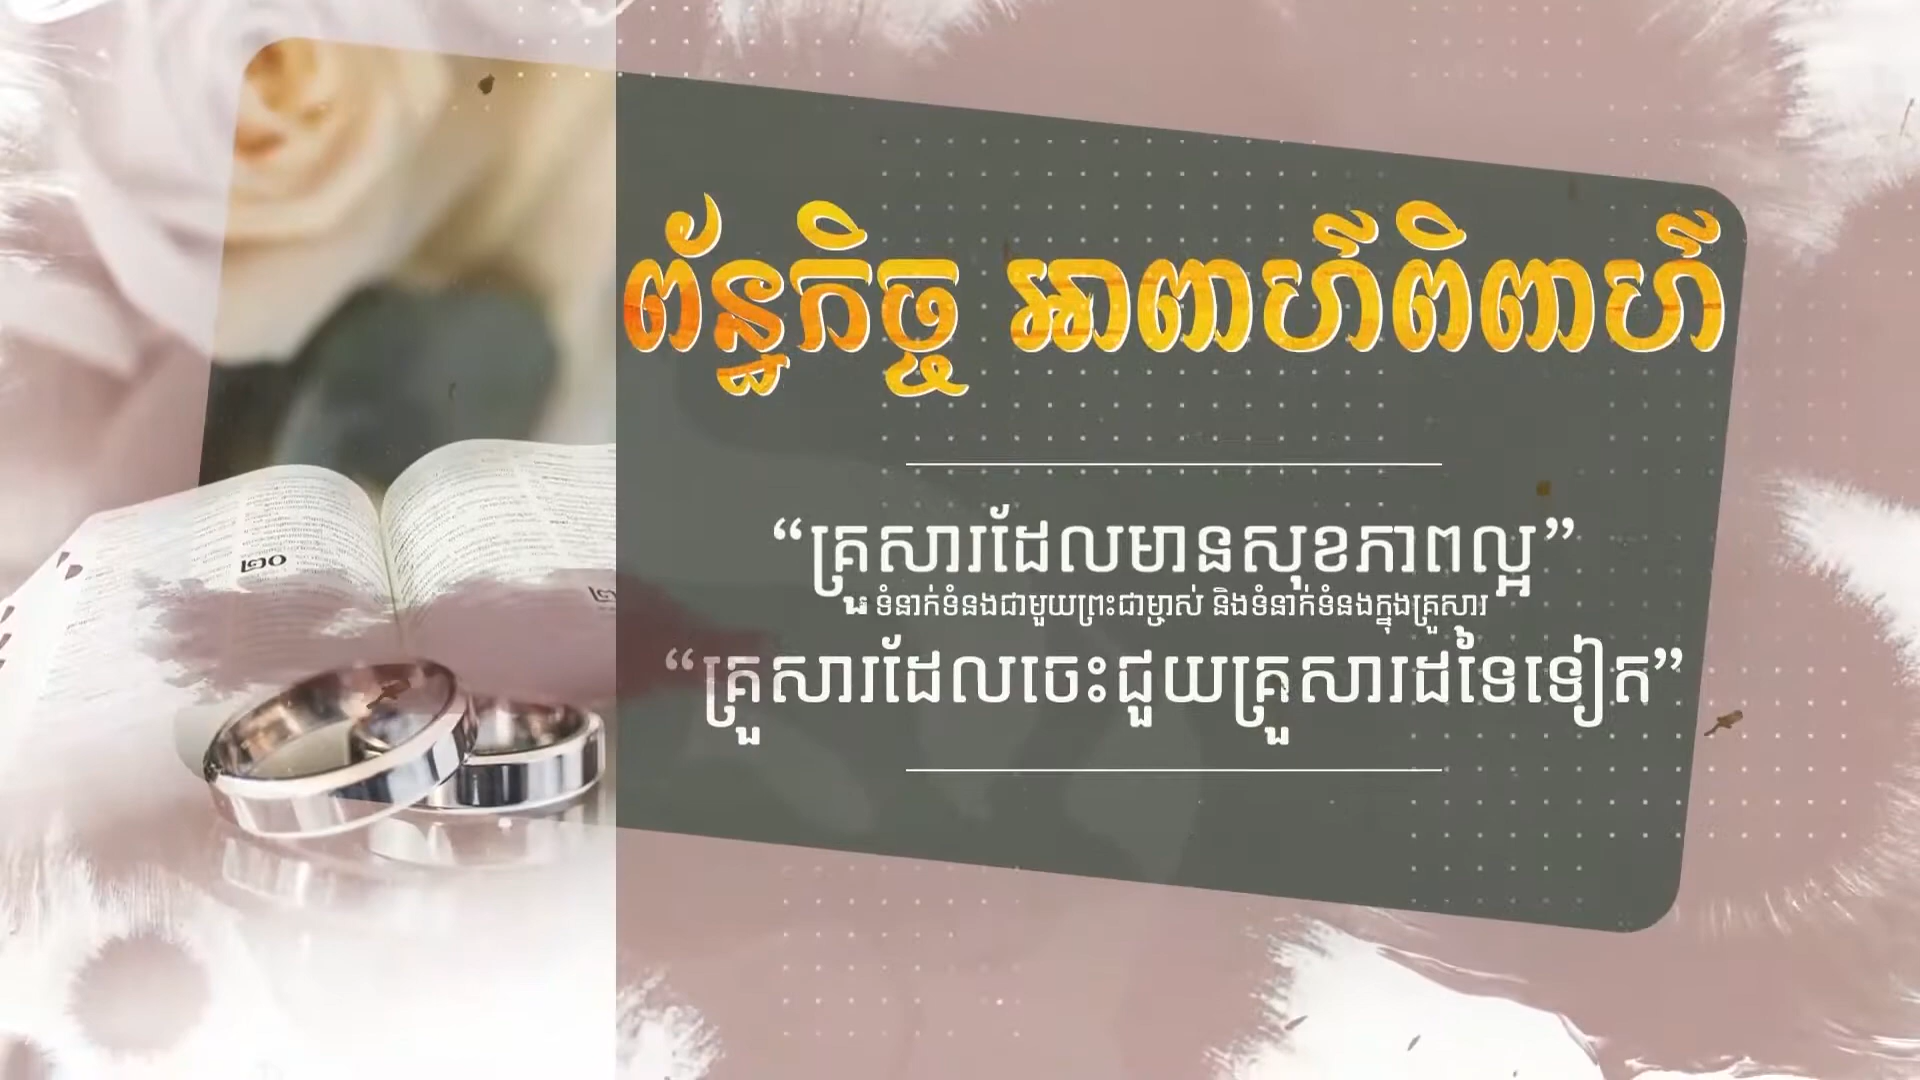 ព័ន្ធកិច្ច អាពាហ៍ពិពាហ៍
“គ្រួសារដែលមានសុខភាពល្អ”
ទំនាក់ទំនងជាមួយព្រះជាម្ចាស់ និងទំនាក់ទំនងក្នុងគ្រួសារ
“គ្រួសារដែលចេះជួយគ្រួសារដទៃទៀត”
២០